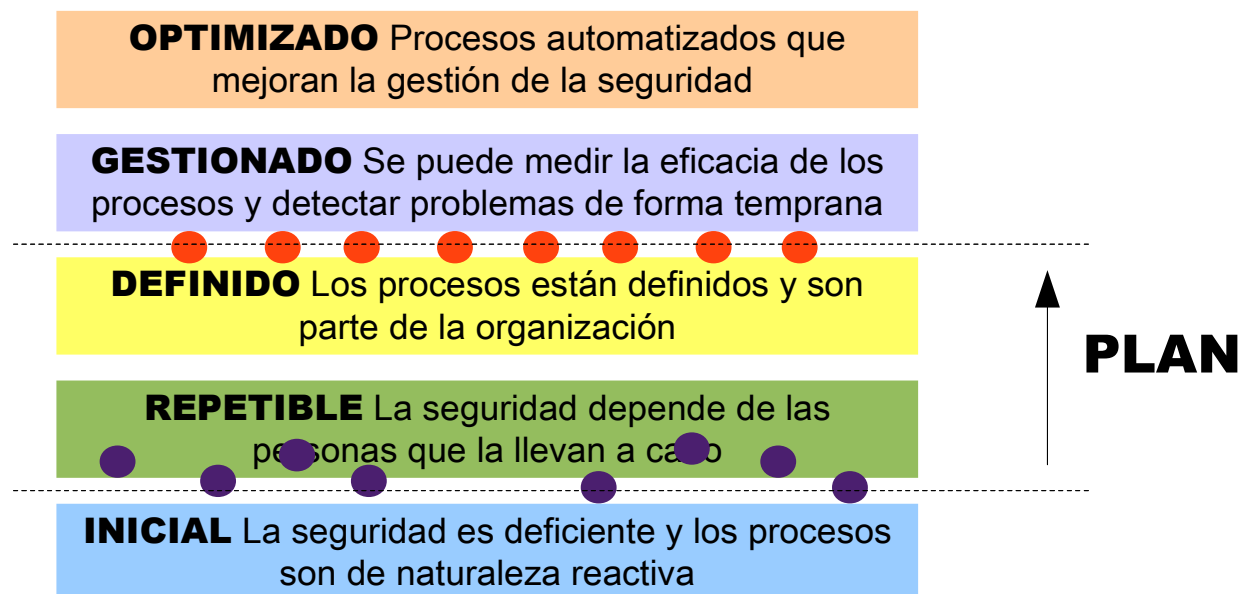 OPTIMIZADO Procesos automatizados que
mejoran la gestión de la seguridad
GESTIONADO Se puede medir la eficacia de los
procesos y detectar problemas de forma temprana
DEFINIDO Los procesos están definidos y son
parte de la organización
PLAN
REPETIBLE La seguridad depende de las
personas que la llevan a cabo
INICIAL La seguridad es deficiente y los procesos
son de naturaleza reactiva